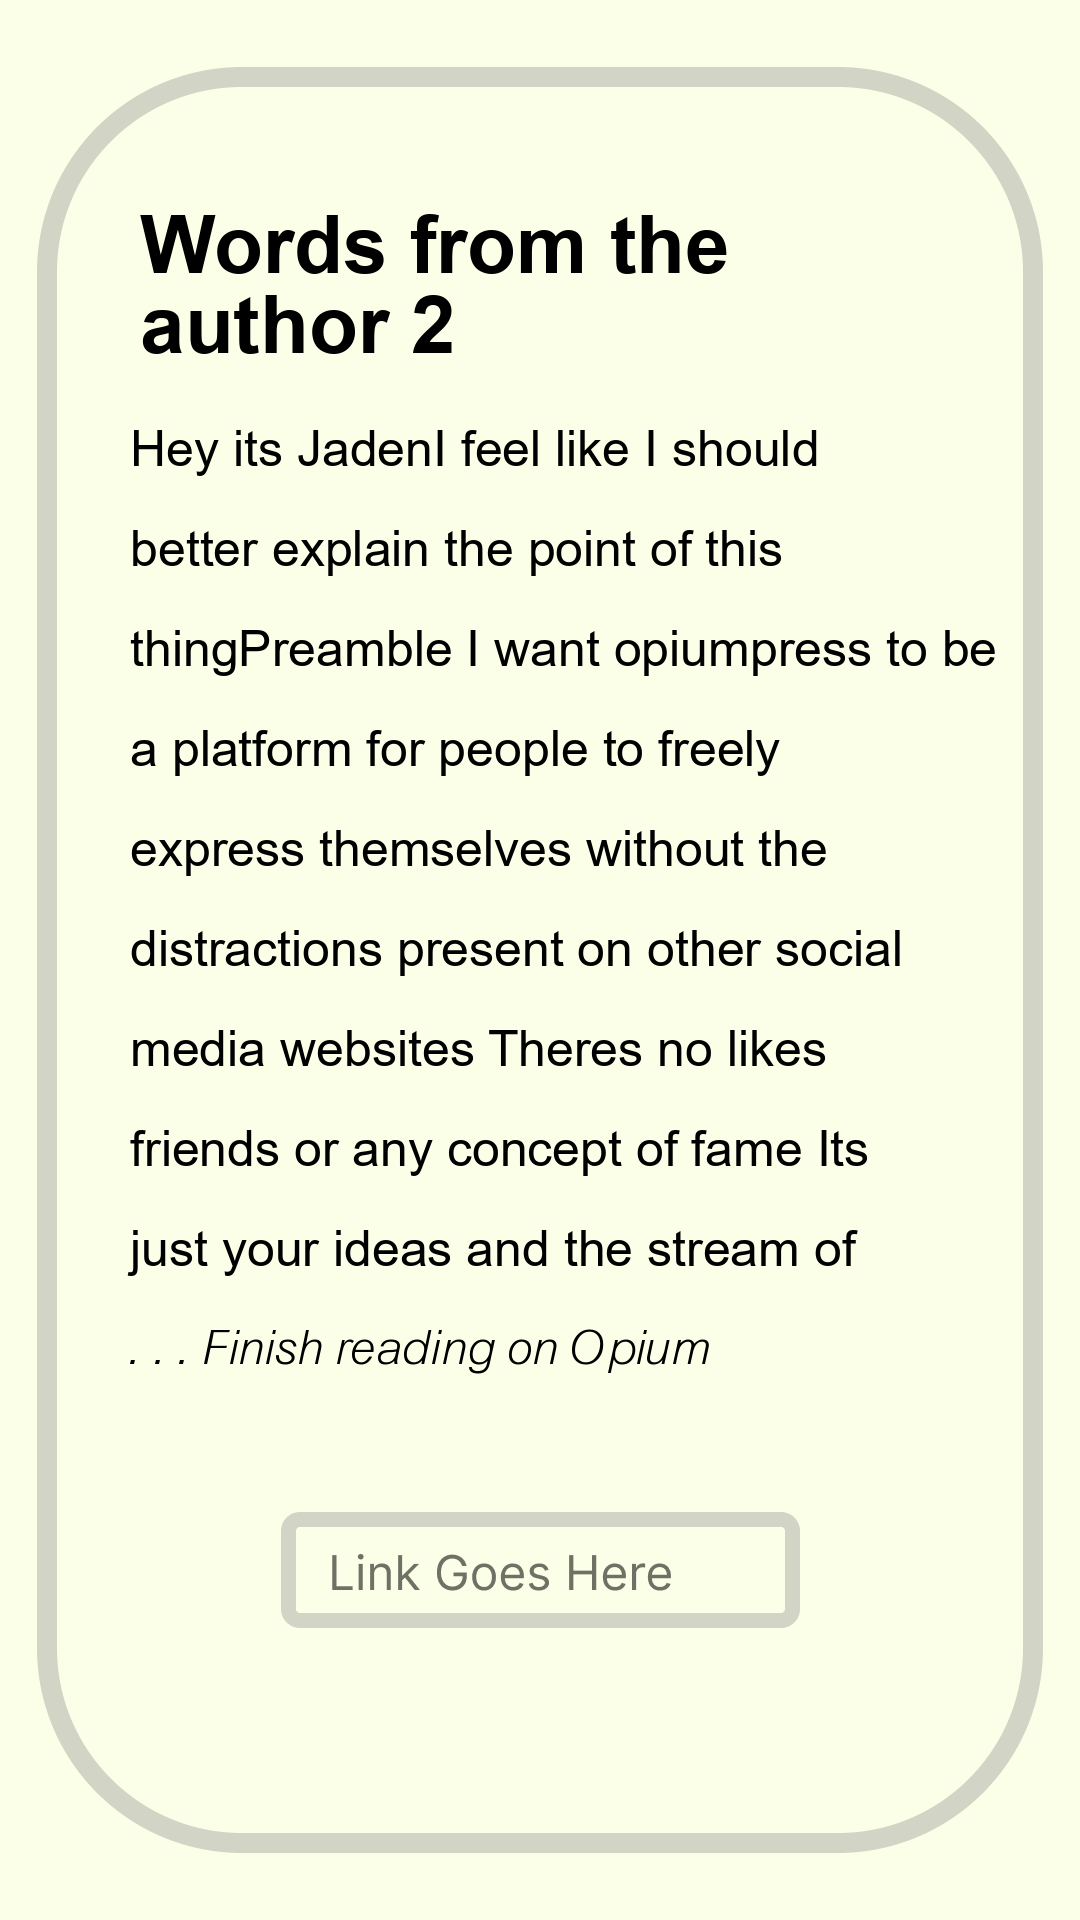 Words from the
author 2
Hey its JadenI feel like I should
better explain the point of this
thingPreamble I want opiumpress to be
a platform for people to freely
express themselves without the
distractions present on other social
media websites Theres no likes
friends or any concept of fame Its
just your ideas and the stream of
. . . Finish reading on Opium
Link Goes Here